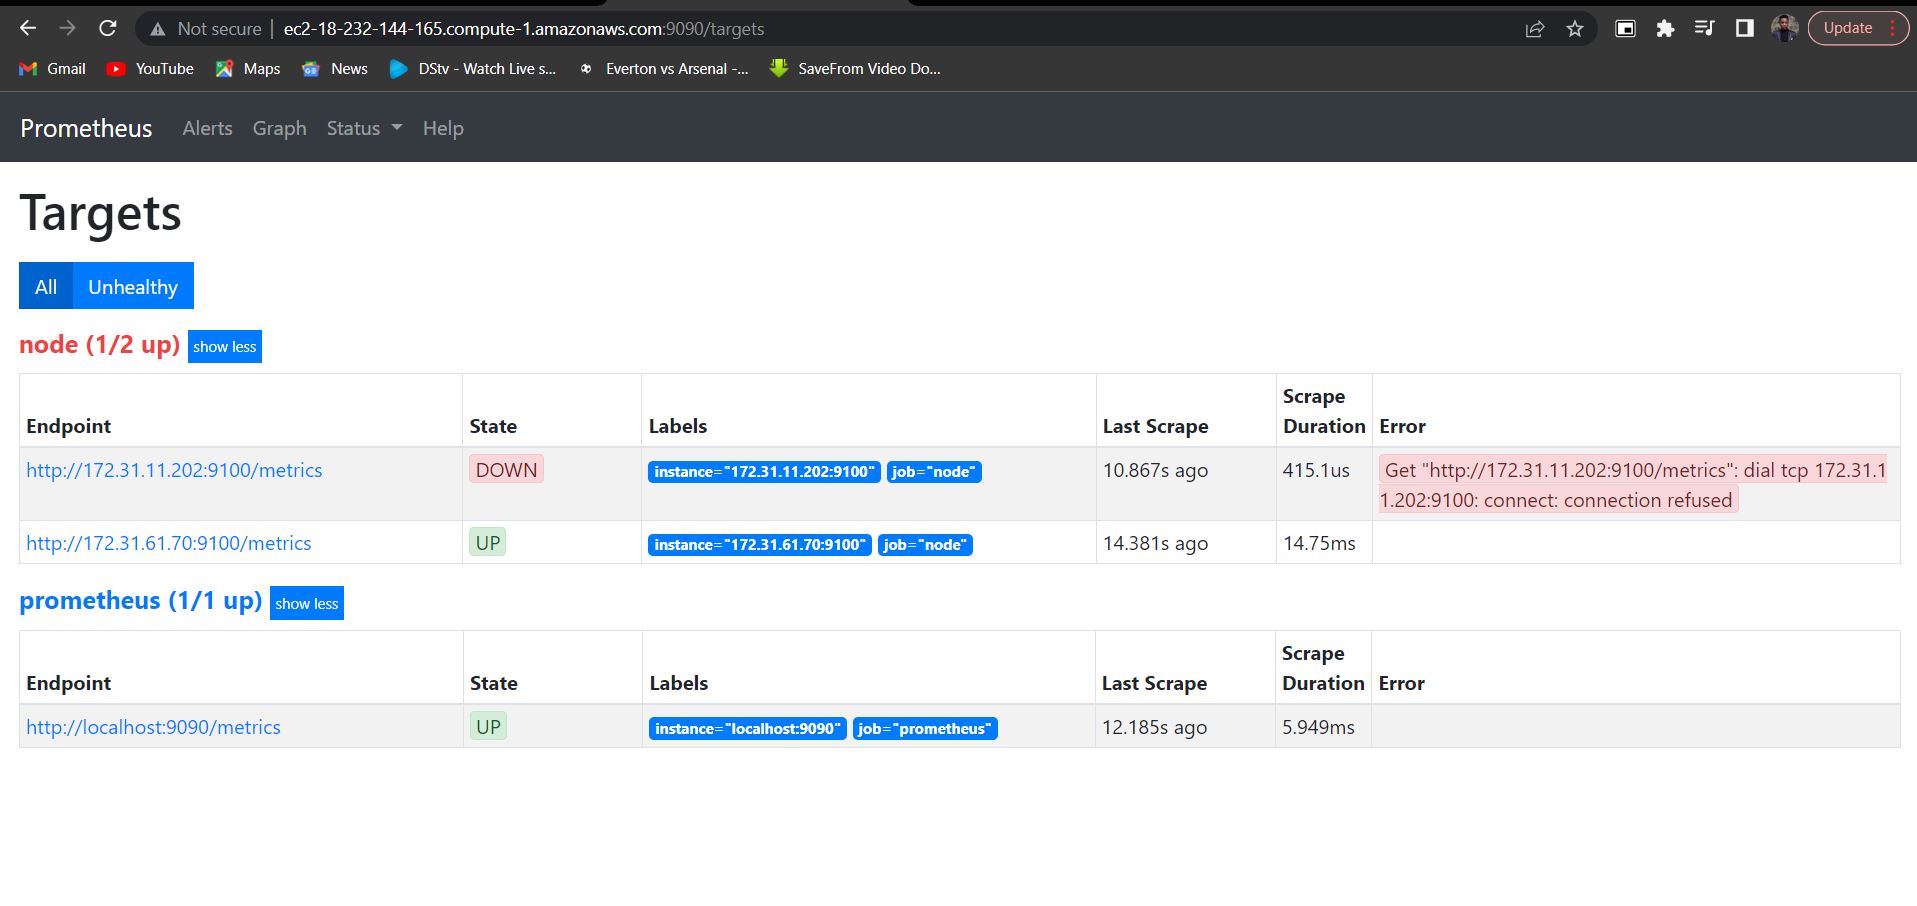 Not secure ec2-18-232-144-165.compute-1.amazonaws.com:9090/targets Update
Gmail YouTube Maps News DStv - Watch Live s... Everton vs Arsenal -... SaveFrom Video Do...
Prometheus Alerts Graph Status Help
Targets
All Unhealthy
node (1/2 up) show less
Endpoint State Labels Last Scrape Scrape Duration Error
http://172.31.11.202:9100/metrics DOWN instance="172.31.11.202:9100" job="node" 10.867s ago 415.1us Get "http://172.31.11.202:9100/metrics": dial tcp 172.31.1
1.202:9100: connect: connection refused
http://172.31.61.70:9100/metrics UP instance="172.31.61.70:9100" job="node" 14.381s ago 14.75ms
prometheus (1/1 up) show less
Endpoint State Labels Last Scrape Scrape Duration Error
http://localhost:9090/metrics UP instance="localhost:9090" job="prometheus" 12.185s ago 5.949ms